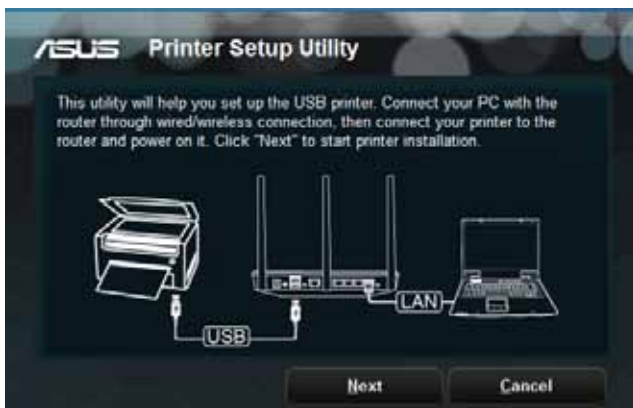 ASUS Printer Setup Utility
This utility will help you set up the USB printer. Connect your PC with the
router through wired/wireless connection, then connect your printer to the
router and power on it. Click "Next" to start printer installation.
LAN
USB
Next Cancel